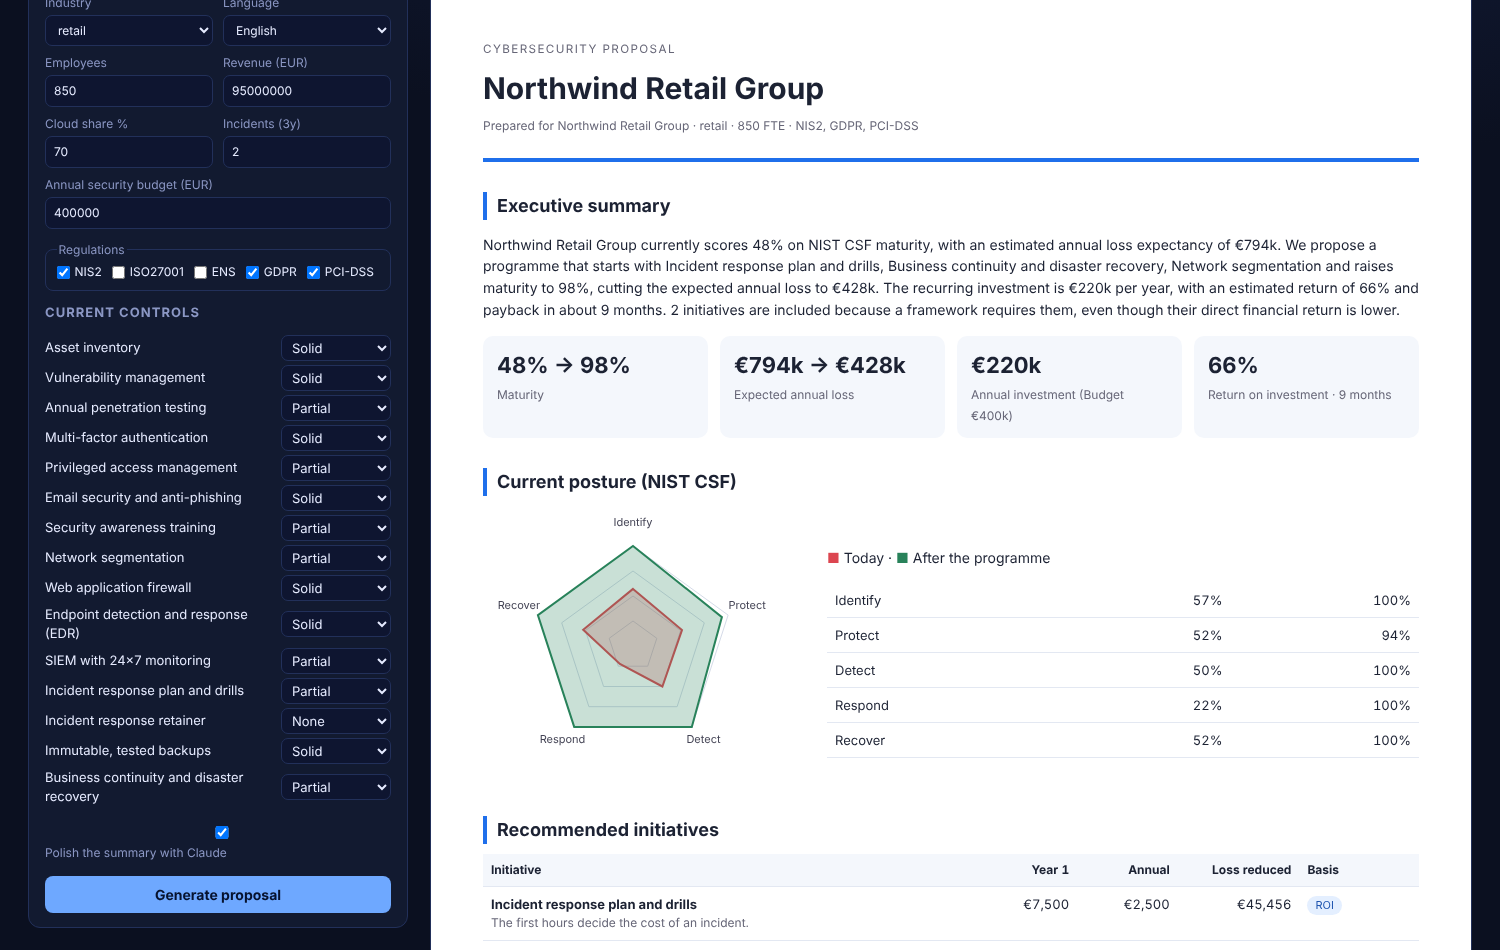 Industry
Language
retail
English
Employees
Revenue (EUR)
850
95000000
Cloud share %
Incidents (3y)
70
2
Annual security budget (EUR)
400000
Regulations
NIS2
ISO27001
ENS
GDPR
PCI-DSS
CURRENT CONTROLS
Asset inventory
Solid
Vulnerability management
Solid
Annual penetration testing
Partial
Multi-factor authentication
Solid
Privileged access management
Partial
Email security and anti-phishing
Solid
Security awareness training
Partial
Network segmentation
Partial
Web application firewall
Solid
Endpoint detection and response
(EDR)
Solid
SIEM with 24×7 monitoring
Partial
Incident response plan and drills
Partial
Incident response retainer
None
Immutable, tested backups
Solid
Business continuity and disaster
recovery
Partial
Polish the summary with Claude
Generate proposal
CYBERSECURITY PROPOSAL
Northwind Retail Group
Prepared for Northwind Retail Group · retail · 850 FTE · NIS2, GDPR, PCI-DSS
Executive summary
Northwind Retail Group currently scores 48% on NIST CSF maturity, with an estimated annual loss expectancy of €794k. We propose a
programme that starts with Incident response plan and drills, Business continuity and disaster recovery, Network segmentation and raises
maturity to 98%, cutting the expected annual loss to €428k. The recurring investment is €220k per year, with an estimated return of 66% and
payback in about 9 months. 2 initiatives are included because a framework requires them, even though their direct financial return is lower.
48% → 98%
Maturity
€794k → €428k
Expected annual loss
€220k
Annual investment (Budget
€400k)
66%
Return on investment · 9 months
Current posture (NIST CSF)
Identify
Recover
Protect
Respond
Detect
Today · After the programme
Identify 57% 100%
Protect 52% 94%
Detect 50% 100%
Respond 22% 100%
Recover 52% 100%
Recommended initiatives
Initiative Year 1 Annual Loss reduced Basis
Incident response plan and drills €7,500 €2,500 €45,456 ROI
The first hours decide the cost of an incident.